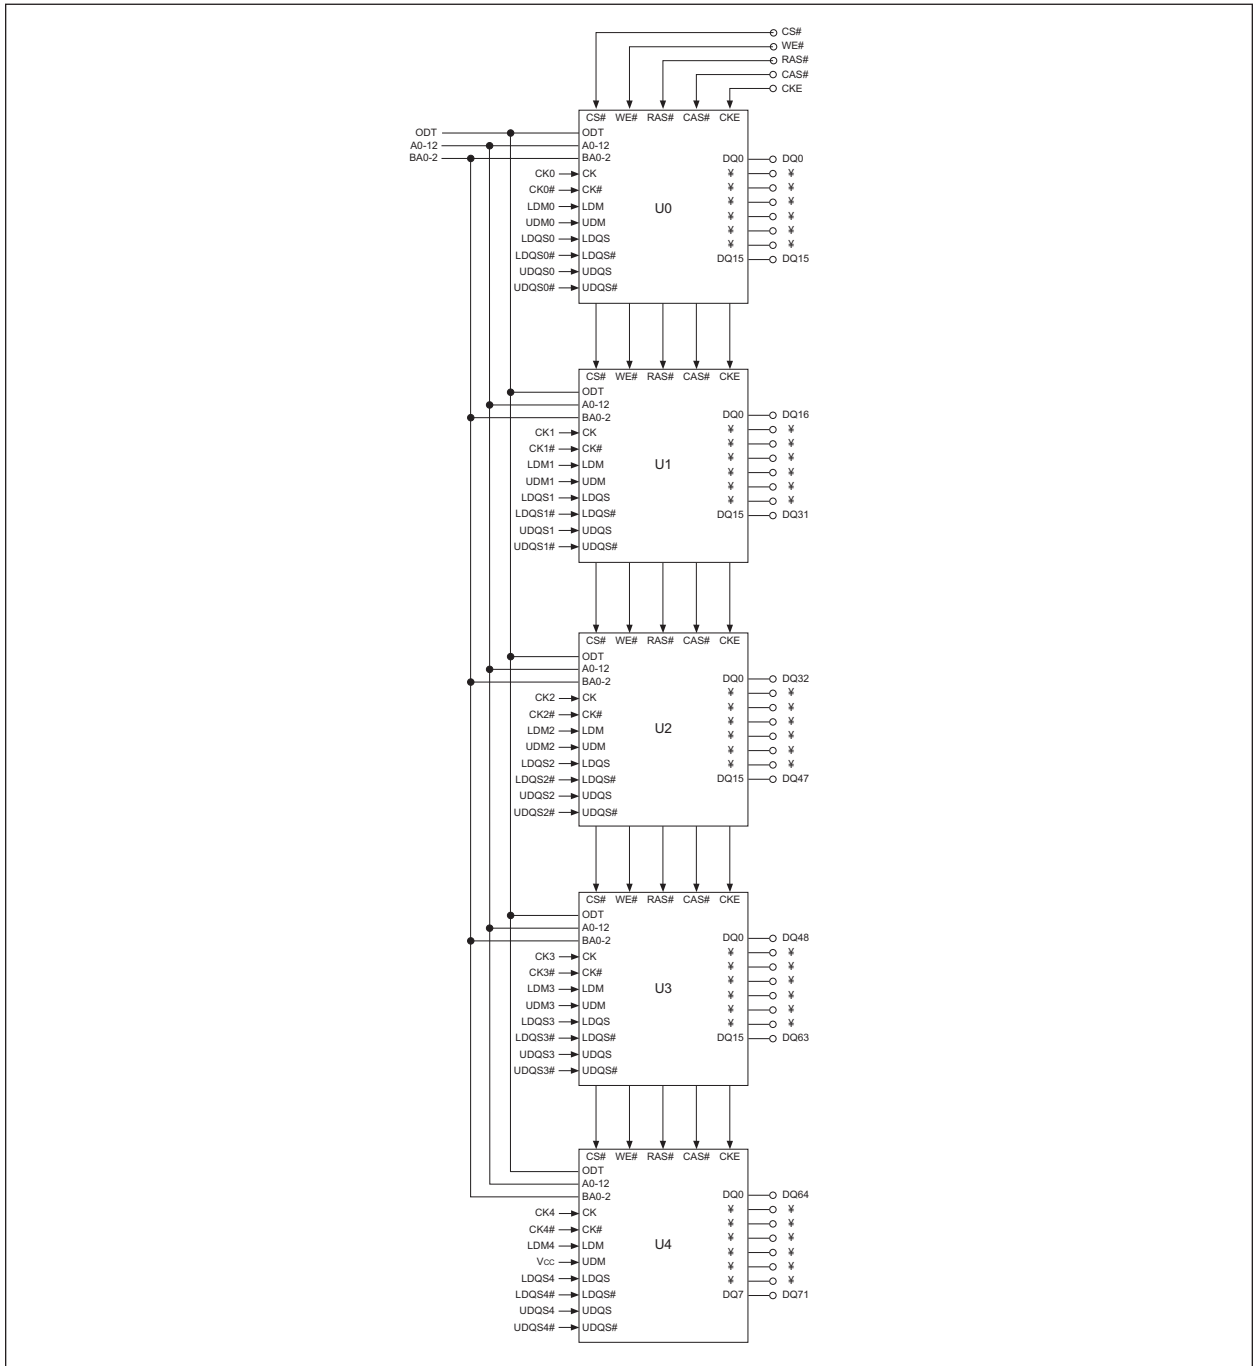 CS#
WE#
RAS#
CAS#
CKE
CS# WE# RAS# CAS# CKE
ODT ODT
A0-12 A0-12
BA0-2 BA0-2 DQ0 DQ0
CK0 CK ¥ ¥
CK0# CK# ¥ ¥
LDM0 LDM U0 ¥ ¥
UDM0 UDM ¥ ¥
LDQS0 LDQS ¥ ¥
LDQS0# LDQS# ¥ ¥
UDQS0 UDQS DQ15 DQ15
UDQS0# UDQS#
CS# WE# RAS# CAS# CKE
ODT
A0-12
BA0-2 DQ0 DQ16
CK1 CK ¥ ¥
CK1# CK# ¥ ¥
LDM1 LDM U1 ¥ ¥
UDM1 UDM ¥ ¥
LDQS1 LDQS ¥ ¥
LDQS1# LDQS# ¥ ¥
UDQS1 UDQS DQ15 DQ31
UDQS1# UDQS#
CS# WE# RAS# CAS# CKE
ODT
A0-12
BA0-2 DQ0 DQ32
CK2 CK ¥ ¥
CK2# CK# ¥ ¥
LDM2 LDM U2 ¥ ¥
UDM2 UDM ¥ ¥
LDQS2 LDQS ¥ ¥
LDQS2# LDQS# ¥ ¥
UDQS2 UDQS DQ15 DQ47
UDQS2# UDQS#
CS# WE# RAS# CAS# CKE
ODT
A0-12
BA0-2 DQ0 DQ48
CK3 CK ¥ ¥
CK3# CK# ¥ ¥
LDM3 LDM U3 ¥ ¥
UDM3 UDM ¥ ¥
LDQS3 LDQS ¥ ¥
LDQS3# LDQS# ¥ ¥
UDQS3 UDQS DQ15 DQ63
UDQS3# UDQS#
CS# WE# RAS# CAS# CKE
ODT
A0-12
BA0-2 DQ0 DQ64
CK4 CK ¥ ¥
CK4# CK# ¥ ¥
LDM4 LDM U4 ¥ ¥
Vcc UDM ¥ ¥
LDQS4 LDQS ¥ ¥
LDQS4# LDQS# ¥ ¥
UDQS4 UDQS DQ7 DQ71
UDQS4# UDQS#